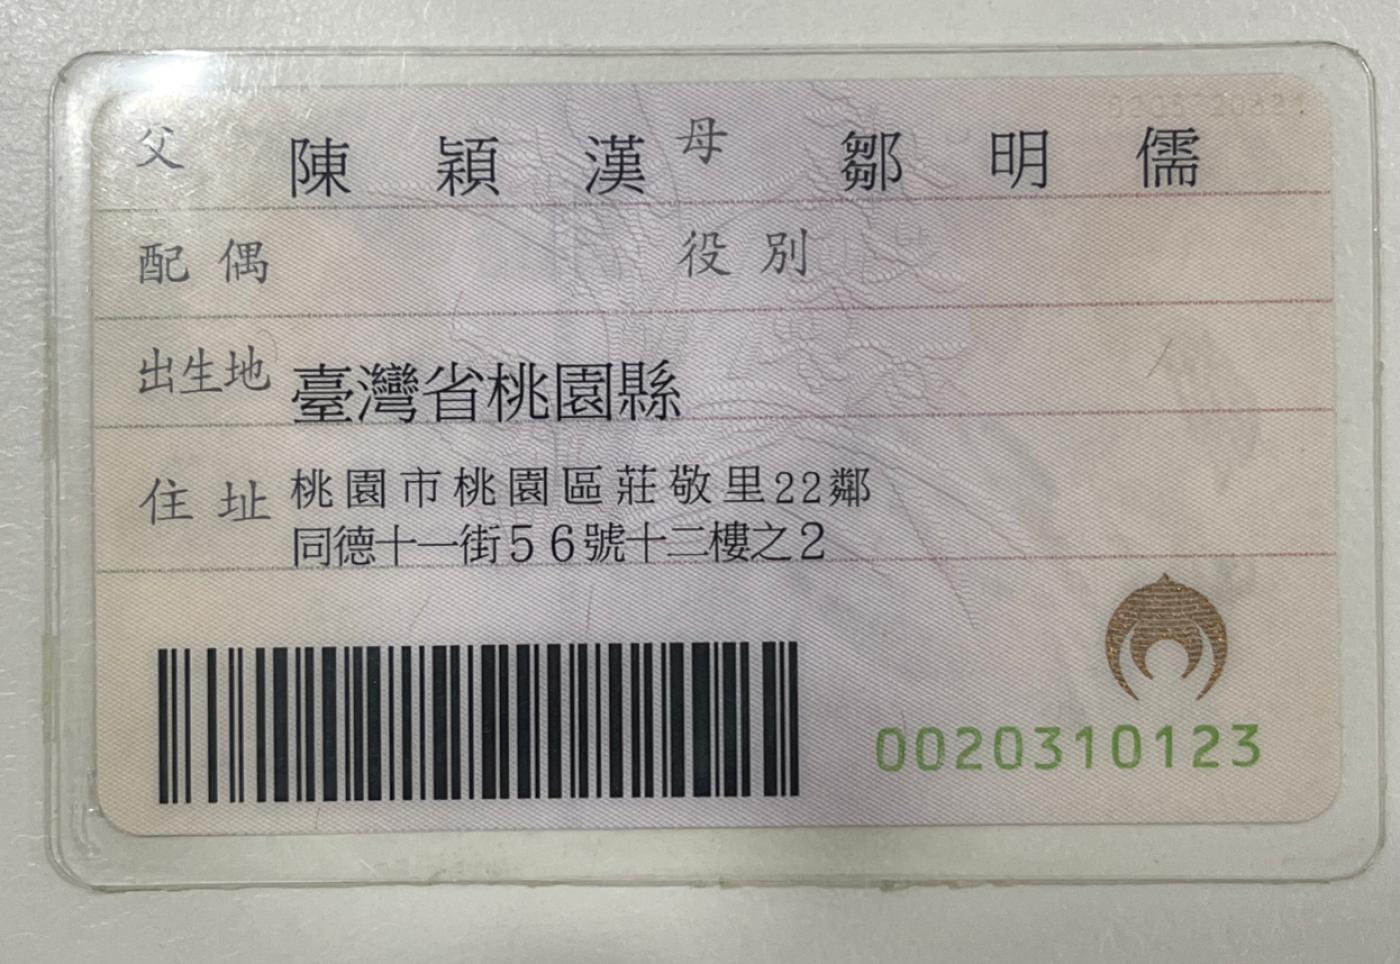 父 陳穎漢 母 鄒明儒
配偶 役別
出生地 臺灣省桃園縣
住址 桃園市桃園區莊敬里22鄰
同德十一街56號十二樓之2
0020310123